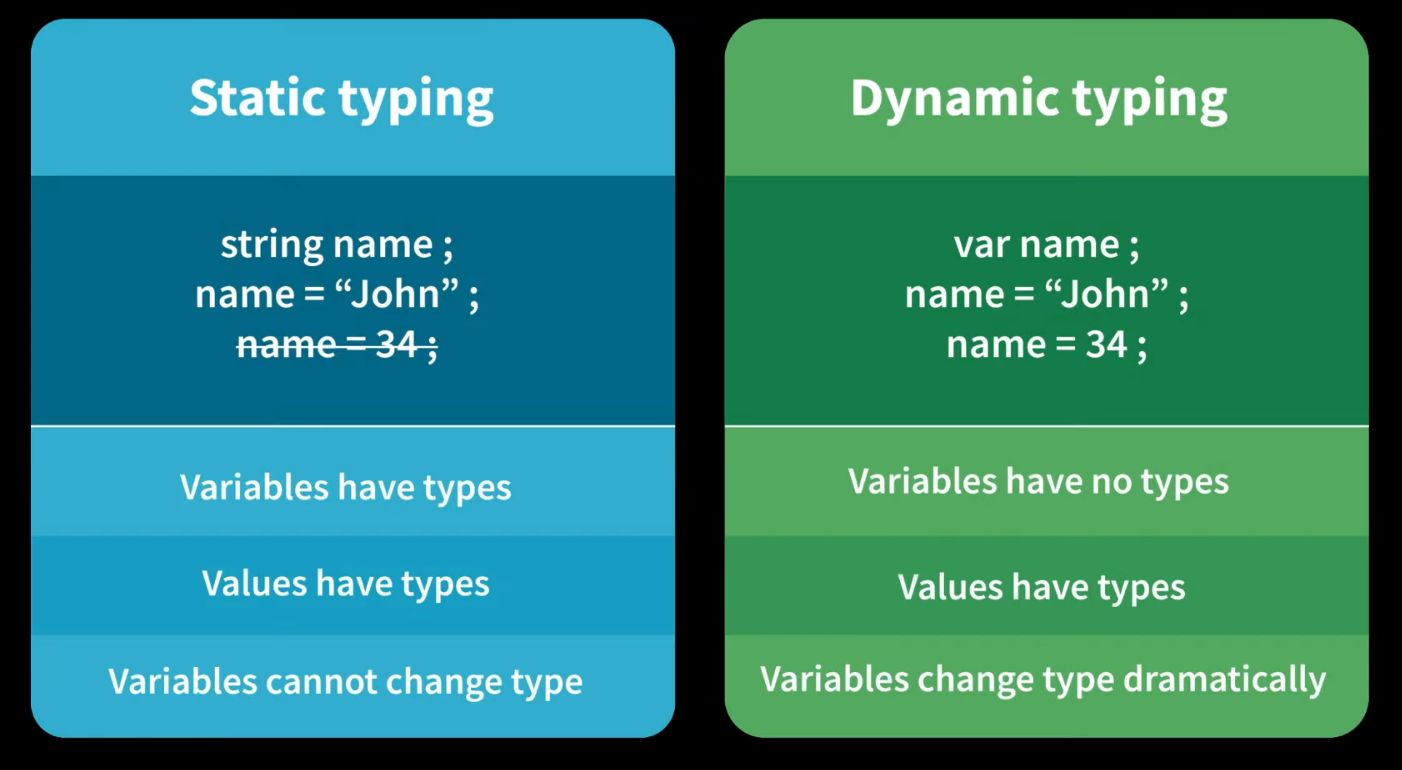 Static typing
string name ;
name = “John” ;
name = 34 ;
Variables have types
Values have types
Variables cannot change type
Dynamic typing
var name ;
name = “John” ;
name = 34 ;
Variables have no types
Values have types
Variables change type dramatically